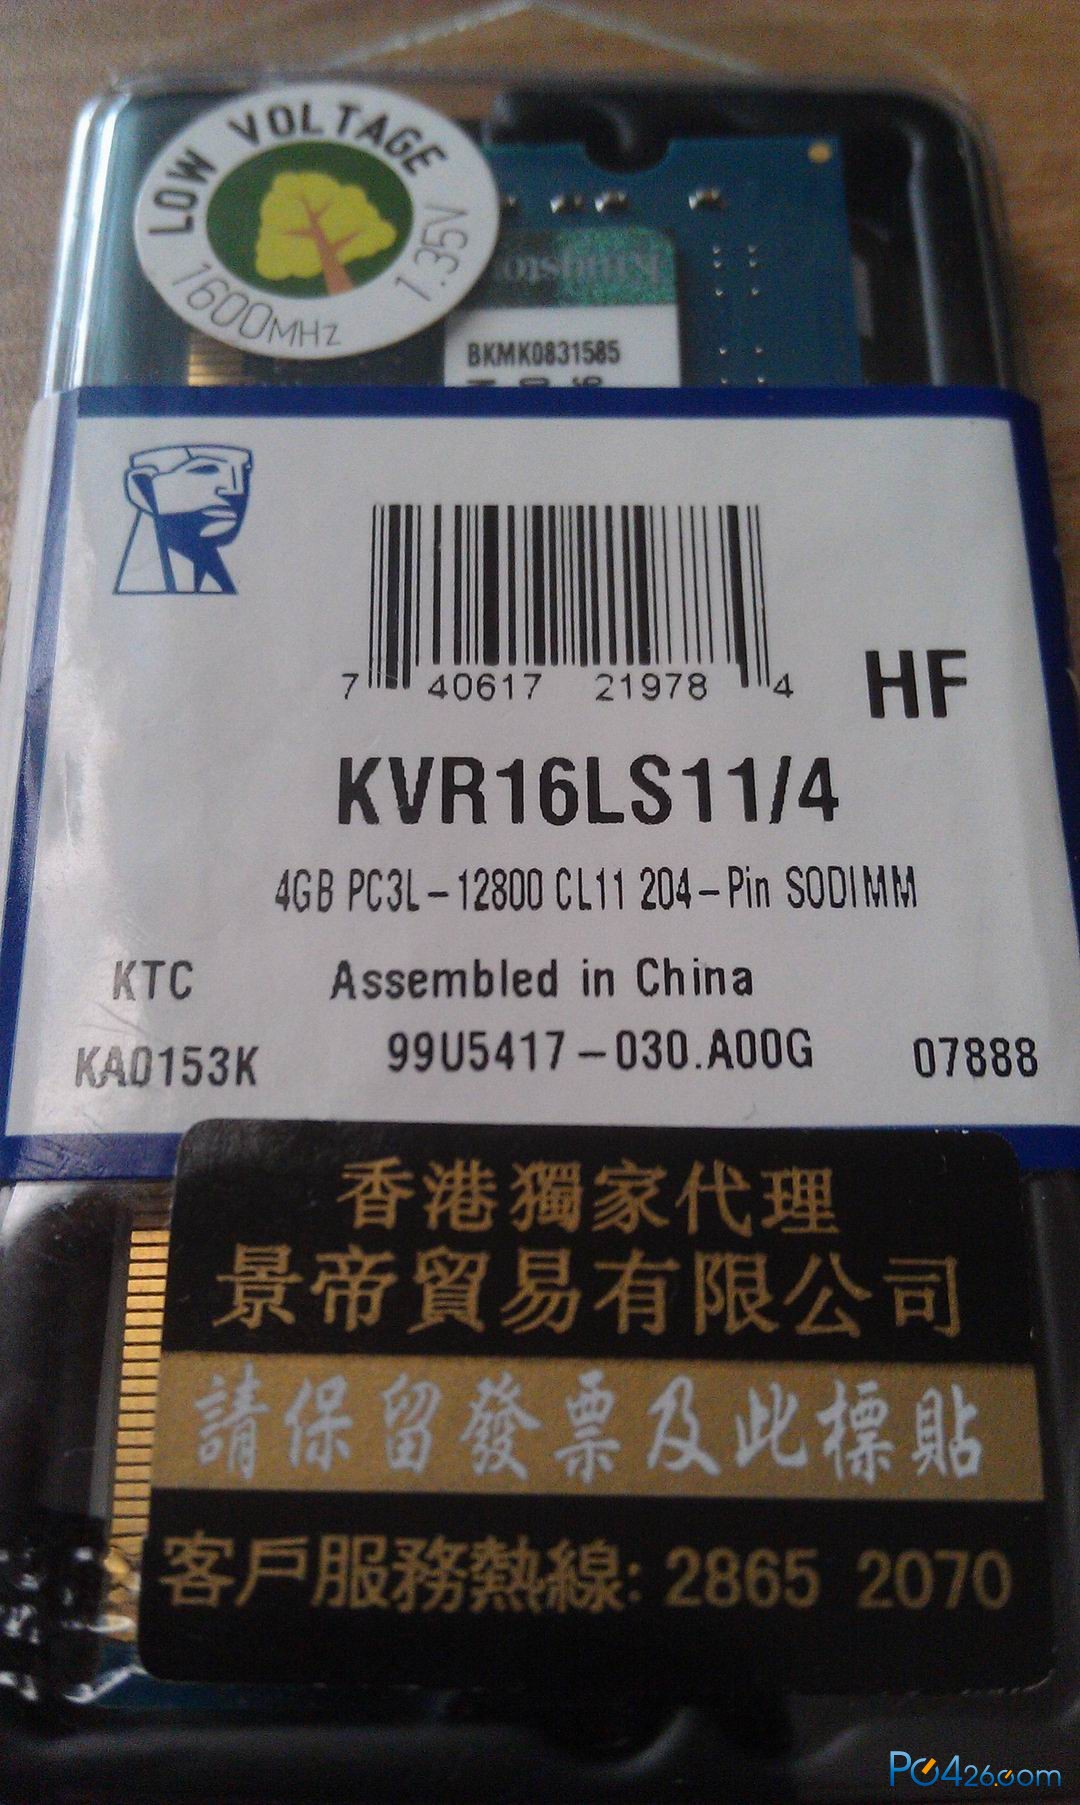 LOW VOLTAGE
1600MHz 1.35V
Kingston
BKMK0831585
7 40617 21978 4
HF
KVR16LS11/4
4GB PC3L-12800 CL11 204-Pin SODIMM
KTC Assembled in China
KA0153K 99U5417-030.A00G 07888
香港獨家代理
景帝貿易有限公司
請保留發票及此標貼
客戶服務熱線: 2865 2070
PC426.com